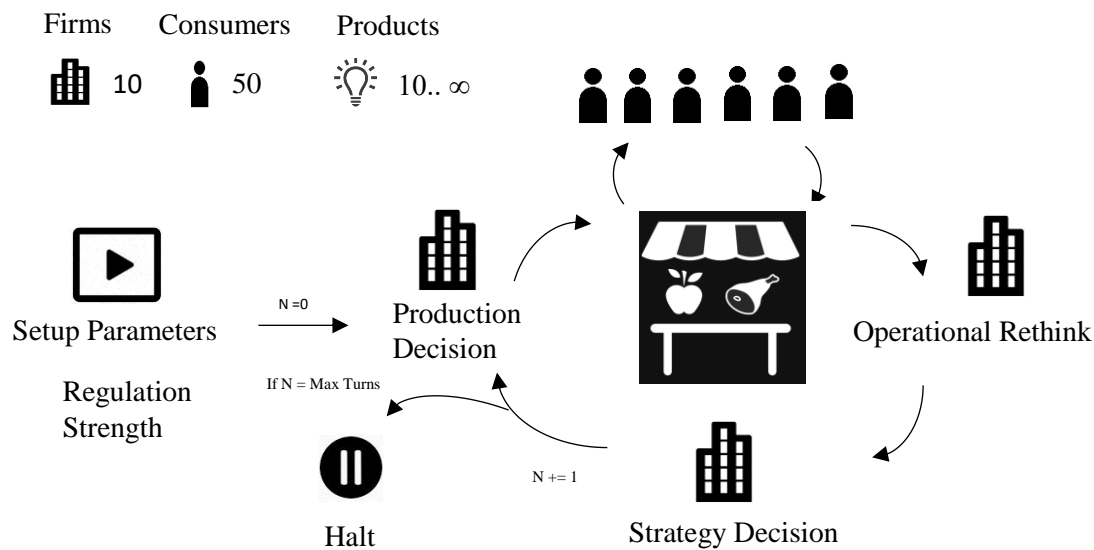 Firms Consumers Products
10 50 10.. ∞
N =0
Setup Parameters
Production
Decision
Operational Rethink
Regulation
Strength
If N = Max Turns
N += 1
Halt
Strategy Decision